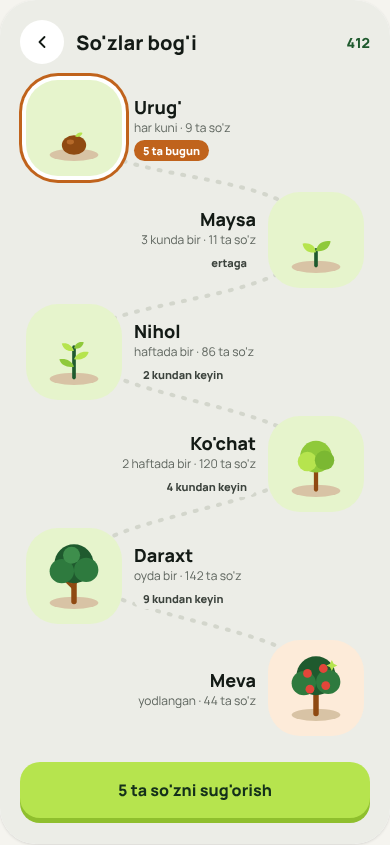 So'zlar bog'i
412
Urug'
har kuni · 9 ta so'z
5 ta bugun
Maysa
3 kunda bir · 11 ta so'z
ertaga
Nihol
haftada bir · 86 ta so'z
2 kundan keyin
Ko'chat
2 haftada bir · 120 ta so'z
4 kundan keyin
Daraxt
oyda bir · 142 ta so'z
9 kundan keyin
Meva
yodlangan · 44 ta so'z
5 ta so'zni sug'orish